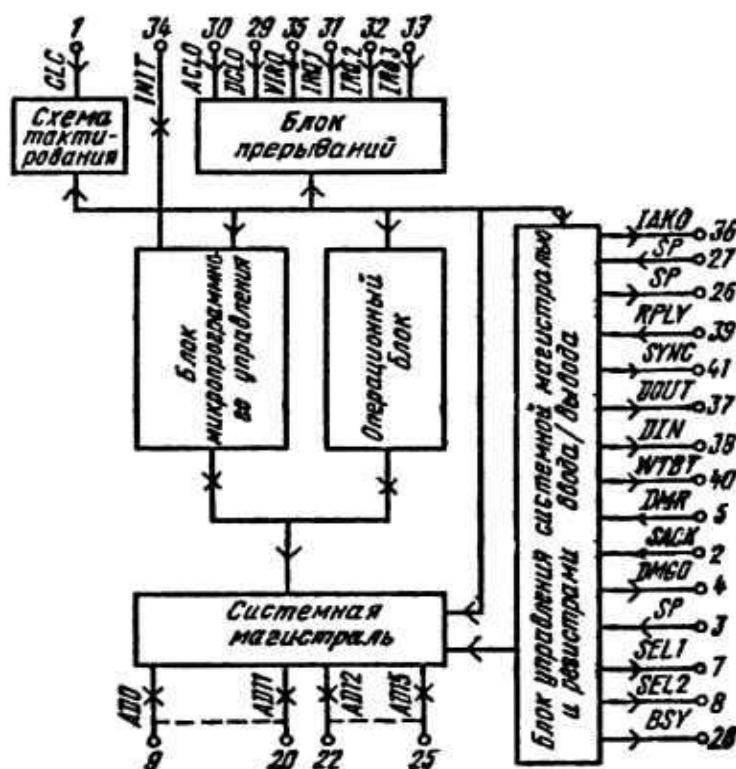 1 34 30 29 35 31 32 33
CLC
INIT
ACLO
DCLO
VIRQ
IRQ1
IRQ2
IRQ3
Схема
такти-
рования
Блок
прерываний
Блок
микропрограммно-
го управления
Операционный
блок
Блок управления системной магистралью
и регистрами ввода/вывода
IAKO 36
SP 27
SP 26
RPLY 39
SYNC 41
DOUT 37
DIN 38
WTBT 40
DMR 5
SACK 2
DMGO 4
SP 3
SEL1 7
SEL2 8
BSY 28
Системная
магистраль
AD0
AD11
AD12
AD15
9 20 22 25